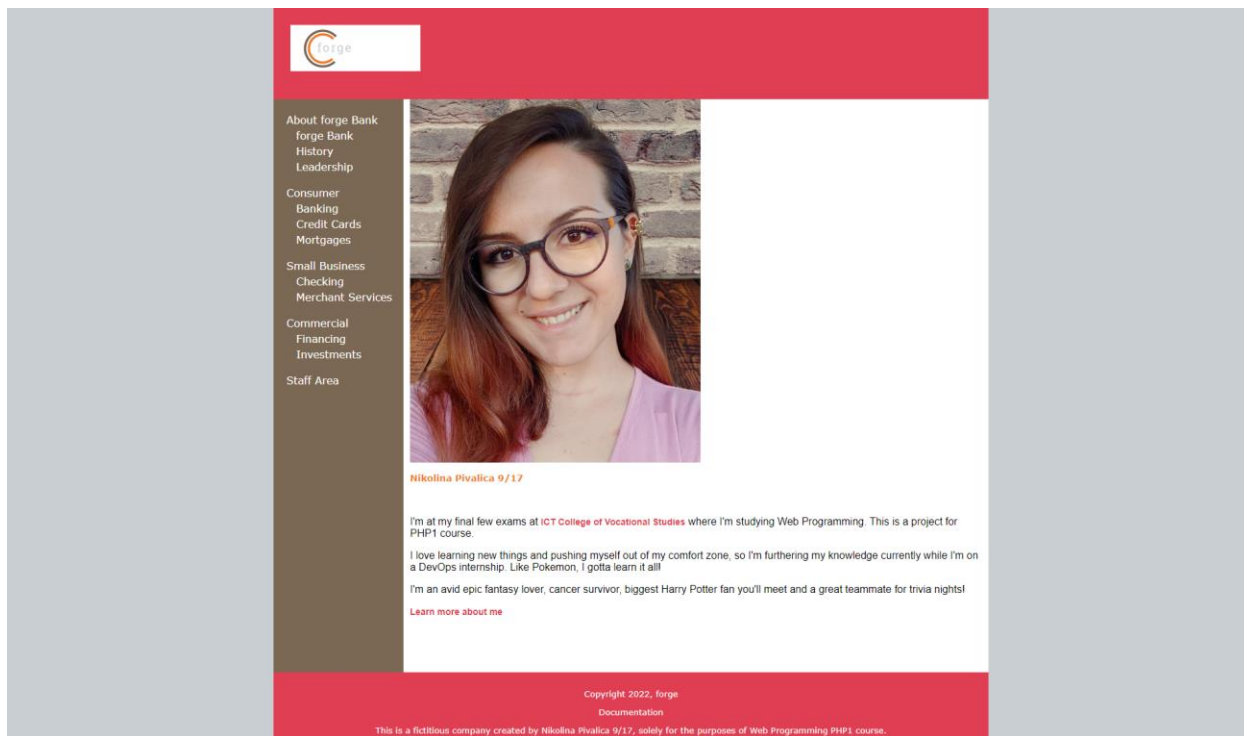 forge
About forge Bank
forge Bank
History
Leadership
Consumer
Banking
Credit Cards
Mortgages
Small Business
Checking
Merchant Services
Commercial
Financing
Investments
Staff Area
Nikolina Pivalica 9/17
I'm at my final few exams at ICT College of Vocational Studies where I'm studying Web Programming. This is a project for
PHP1 course.
I love learning new things and pushing myself out of my comfort zone, so I'm furthering my knowledge currently while I'm on
a DevOps internship. Like Pokemon, I gotta learn it all!
I'm an avid epic fantasy lover, cancer survivor, biggest Harry Potter fan you'll meet and a great teammate for trivia nights!
Learn more about me
Copyright 2022, forge
Documentation
This is a fictitious company created by Nikolina Pivalica 9/17, solely for the purposes of Web Programming PHP1 course.